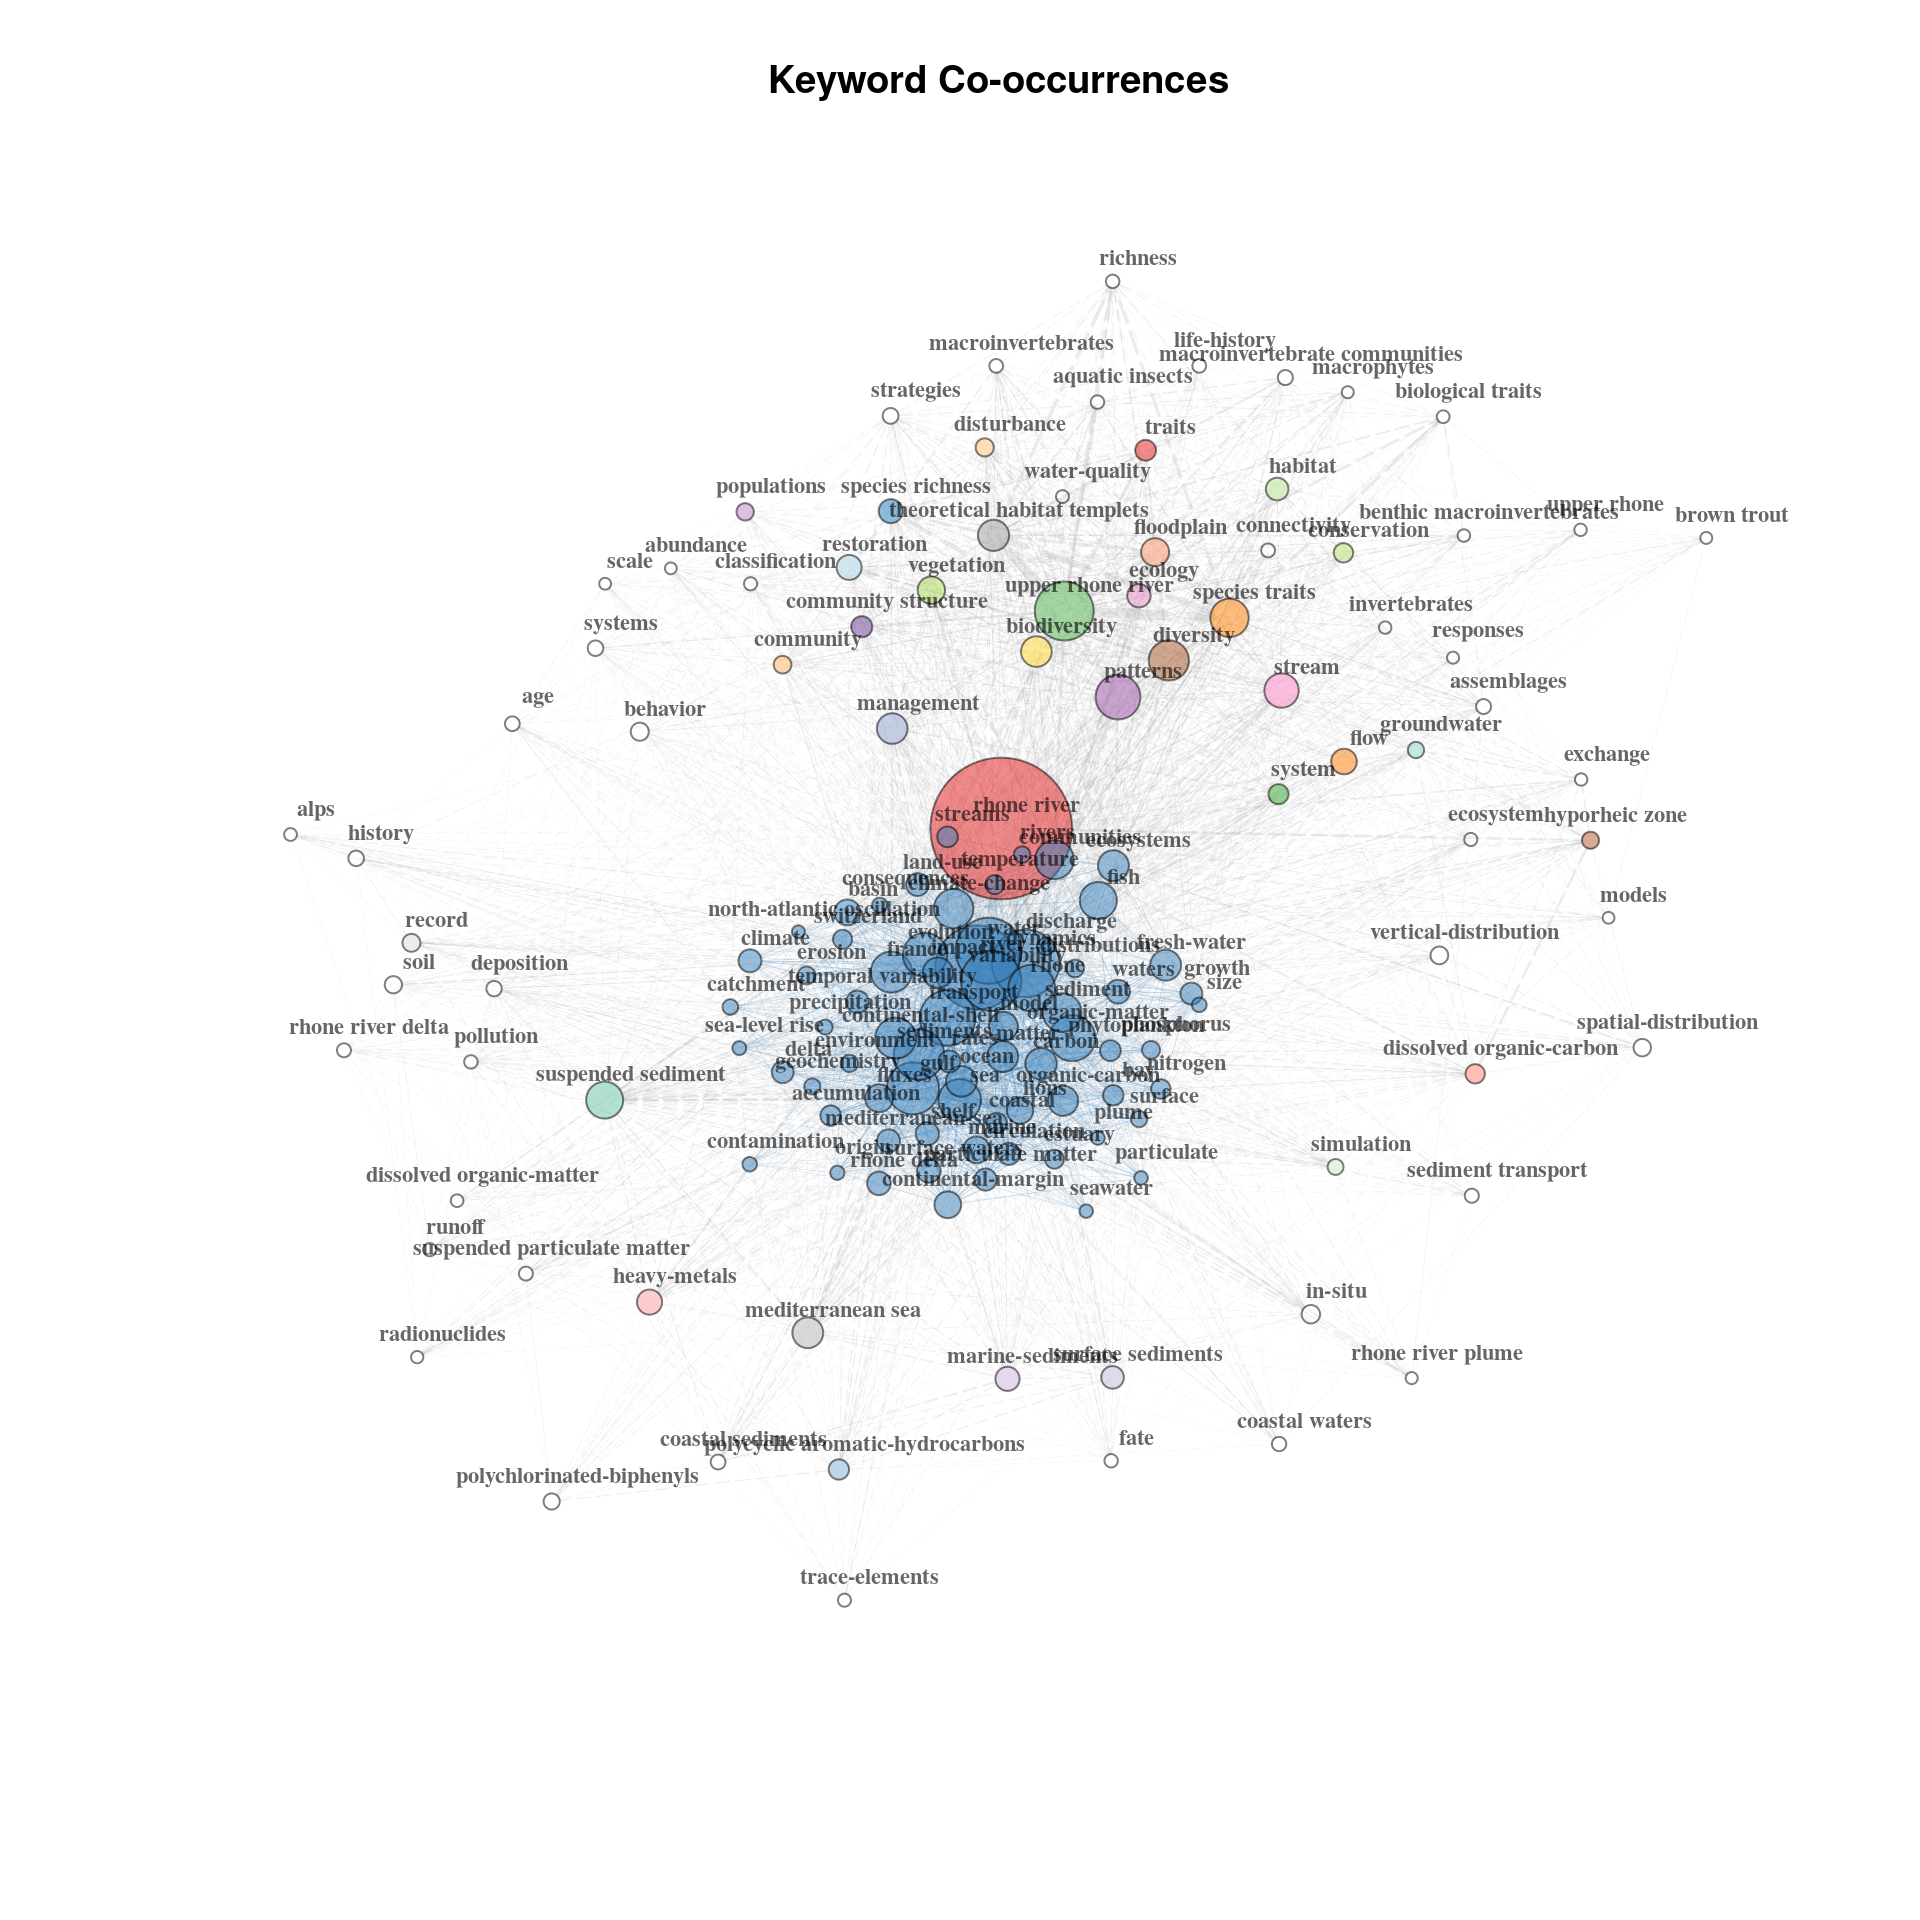 Keyword Co-occurrences
richness
life-history
macroinvertebrates
macroinvertebrate communities
macrophytes
aquatic insects
strategies
biological traits
disturbance
traits
habitat
water-quality
populations
species richness
theoretical habitat templets
benthic macroinvertebrates
upper rhone
brown trout
floodplain
connectivity
conservation
abundance
restoration
scale
classification
vegetation
ecology
upper rhone river
species traits
community structure
invertebrates
systems
biodiversity
diversity
responses
community
patterns
stream
assemblages
age
behavior
management
groundwater
flow
exchange
system
alps
rhone river
streams
ecosystem
hyporheic zone
history
rivers
communities
ecosystems
land-use
temperature
consequences
climate-change
fish
basin
models
north-atlantic oscillation
switzerland
record
discharge
evolution
water
vertical-distribution
climate
dynamics
distributions
fresh-water
impact
erosion
france
variability
soil
deposition
rhone
waters
growth
temporal variability
catchment
size
sediment
transport
precipitation
model
organic-matter
continental-shelf
rhone river delta
pollution
sea-level rise
sediments
matter
phytoplankton
phosphorus
spatial-distribution
environment
rates
carbon
delta
dissolved organic-carbon
geochemistry
gulf
ocean
bay
nitrogen
suspended sediment
fluxes
sea
organic-carbon
accumulation
lions
coastal
surface
shelf
plume
mediterranean-sea
marine
circulation
estuary
contamination
origin
surface waters
particulate matter
particulate
simulation
rhone delta
sediment transport
dissolved organic-matter
continental-margin
seawater
runoff
suspended particulate matter
heavy-metals
in-situ
mediterranean sea
radionuclides
marine-sediments
surface sediments
rhone river plume
coastal waters
coastal sediments
polycyclic aromatic-hydrocarbons
fate
polychlorinated-biphenyls
trace-elements